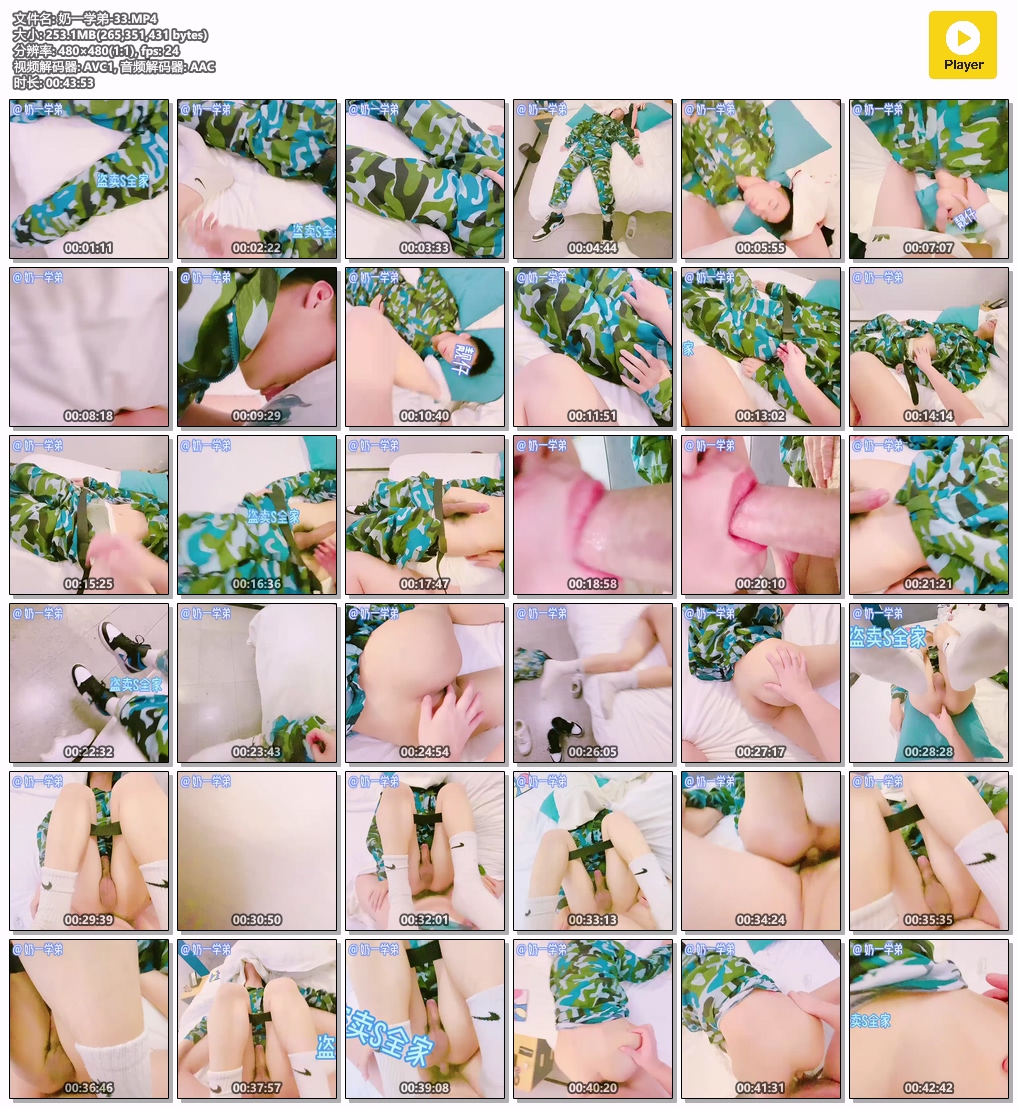 文件名: 奶一学弟-33.MP4
大小: 253.1MB(265,351,431 bytes)
分辨率: 480×480(1:1), fps: 24
视频解码器: AVC1, 音频解码器: AAC
时长: 00:43:53
Player
@ 奶一学弟 @ 奶一学弟 @ 奶一学弟 @ 奶一学弟 @ 奶一学弟 @ 奶一学弟
盗卖S全家 盗卖S全 靓仔
00:01:11 00:02:22 00:03:33 00:04:44 00:05:55 00:07:07
@ 奶一学弟 @ 奶一学弟 @ 奶一学弟 @ 奶一学弟 @ 奶一学弟 @ 奶一学弟
靓仔 家
00:08:18 00:09:29 00:10:40 00:11:51 00:13:02 00:14:14
@ 奶一学弟 @ 奶一学弟 @ 奶一学弟 @ 奶一学弟 @ 奶一学弟 @ 奶一学弟
盗卖S全家
00:15:25 00:16:36 00:17:47 00:18:58 00:20:10 00:21:21
@ 奶一学弟 @ 奶一学弟 @ 奶一学弟 @ 奶一学弟 @ 奶一学弟 @ 奶一学弟
盗卖S全家 盗卖S全家
00:22:32 00:23:43 00:24:54 00:26:05 00:27:17 00:28:28
@ 奶一学弟 @ 奶一学弟 @ 奶一学弟 @ 奶一学弟 @ 奶一学弟 @ 奶一学弟
00:29:39 00:30:50 00:32:01 00:33:13 00:34:24 00:35:35
@ 奶一学弟 @ 奶一学弟 @ 奶一学弟 @ 奶一学弟 @ 奶一学弟 @ 奶一学弟
盗 卖S全家 卖S全家
00:36:46 00:37:57 00:39:08 00:40:20 00:41:31 00:42:42